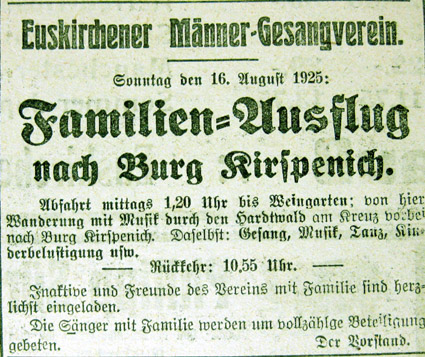 Euskirchener Männer-Gesangverein.
Sonntag den 16. August 1925:
Familien-Ausflug
nach Burg Kirspenich.
Abfahrt mittags 1,20 Uhr bis Weingarten; von hier
Wanderung mit Musik durch den Hardtwald am Kreuz vorbei
nach Burg Kirspenich. Daselbst: Gesang, Musik, Tanz, Kin-
derbelustigung usw.
— Rückkehr: 10,55 Uhr. —
Inaktive und Freunde des Vereins mit Familie sind herz-
lichst eingeladen.
Die Sänger mit Familie werden um vollzählge Beteiligung
gebeten. Der Vorstand.